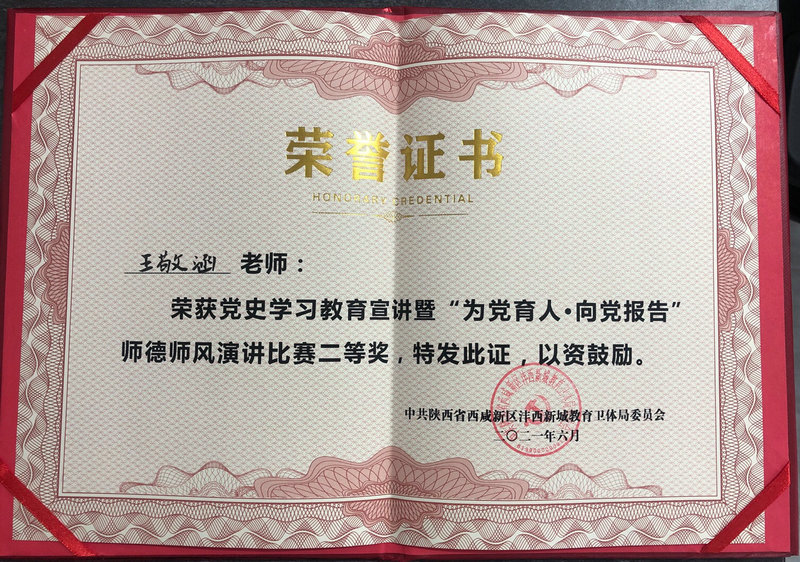 荣誉证书
HONORARY CREDENTIAL
王敬涵 老师：
荣获党史学习教育宣讲暨“为党育人·向党报告”
师德师风演讲比赛二等奖，特发此证，以资鼓励。
中共陕西省西咸新区沣西新城教育卫体局委员会
二〇二一年六月